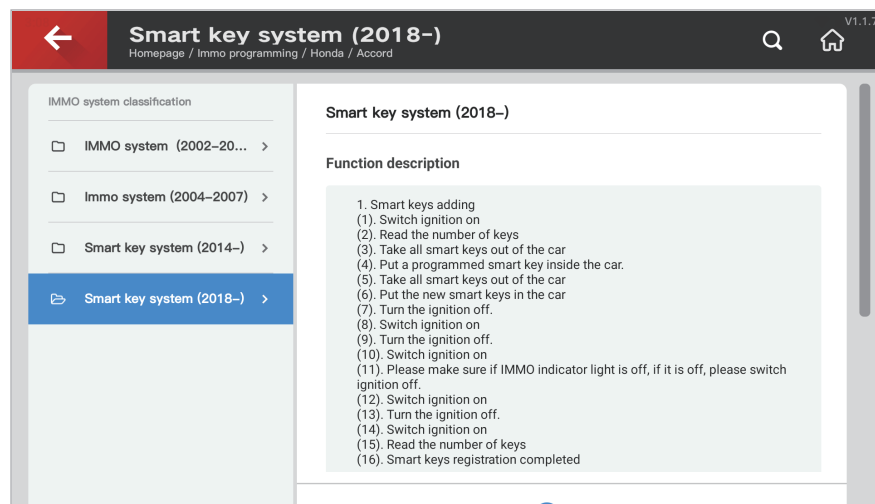 Smart key system (2018-)
V1.1.7
Homepage / Immo programming / Honda / Accord
IMMO system classification
IMMO system (2002-20...
Immo system (2004-2007)
Smart key system (2014-)
Smart key system (2018-)
Smart key system (2018-)
Function description
1. Smart keys adding
(1). Switch ignition on
(2). Read the number of keys
(3). Take all smart keys out of the car
(4). Put a programmed smart key inside the car.
(5). Take all smart keys out of the car
(6). Put the new smart keys in the car
(7). Turn the ignition off.
(8). Switch ignition on
(9). Turn the ignition off.
(10). Switch ignition on
(11). Please make sure if IMMO indicator light is off, if it is off, please switch
ignition off.
(12). Switch ignition on
(13). Turn the ignition off.
(14). Switch ignition on
(15). Read the number of keys
(16). Smart keys registration completed